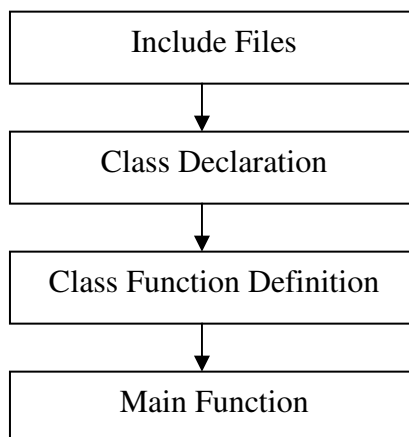 Include Files
Class Declaration
Class Function Definition
Main Function